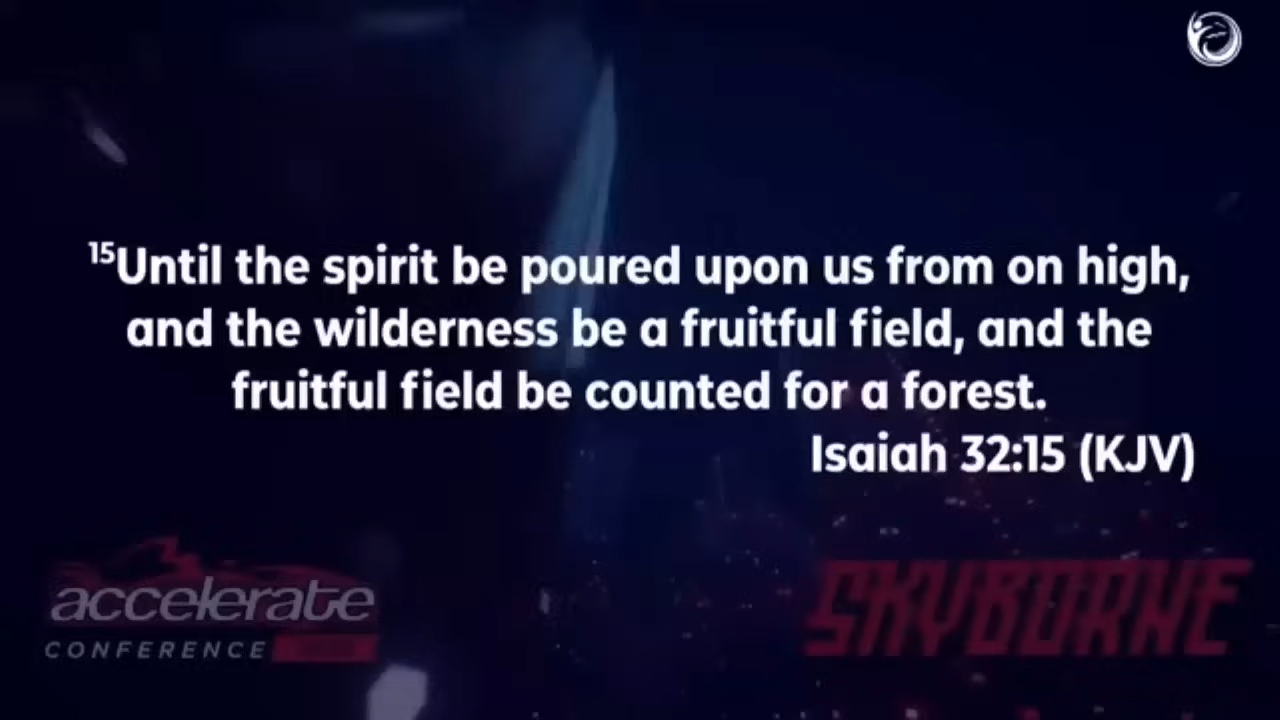 ¹⁵Until the spirit be poured upon us from on high,
and the wilderness be a fruitful field, and the
fruitful field be counted for a forest.
Isaiah 32:15 (KJV)
accelerate
CONFERENCE
SKYBORNE